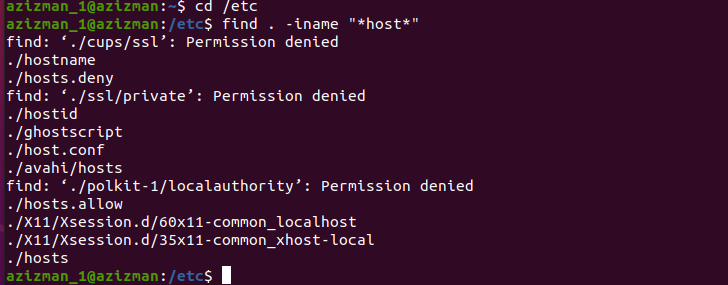 azizman_1@azizman:~$ cd /etc
azizman_1@azizman:/etc$ find . -iname "*host*"
find: ‘./cups/ssl’: Permission denied
./hostname
./hosts.deny
find: ‘./ssl/private’: Permission denied
./hostid
./ghostscript
./host.conf
./avahi/hosts
find: ‘./polkit-1/localauthority’: Permission denied
./hosts.allow
./X11/Xsession.d/60x11-common_localhost
./X11/Xsession.d/35x11-common_xhost-local
./hosts
azizman_1@azizman:/etc$